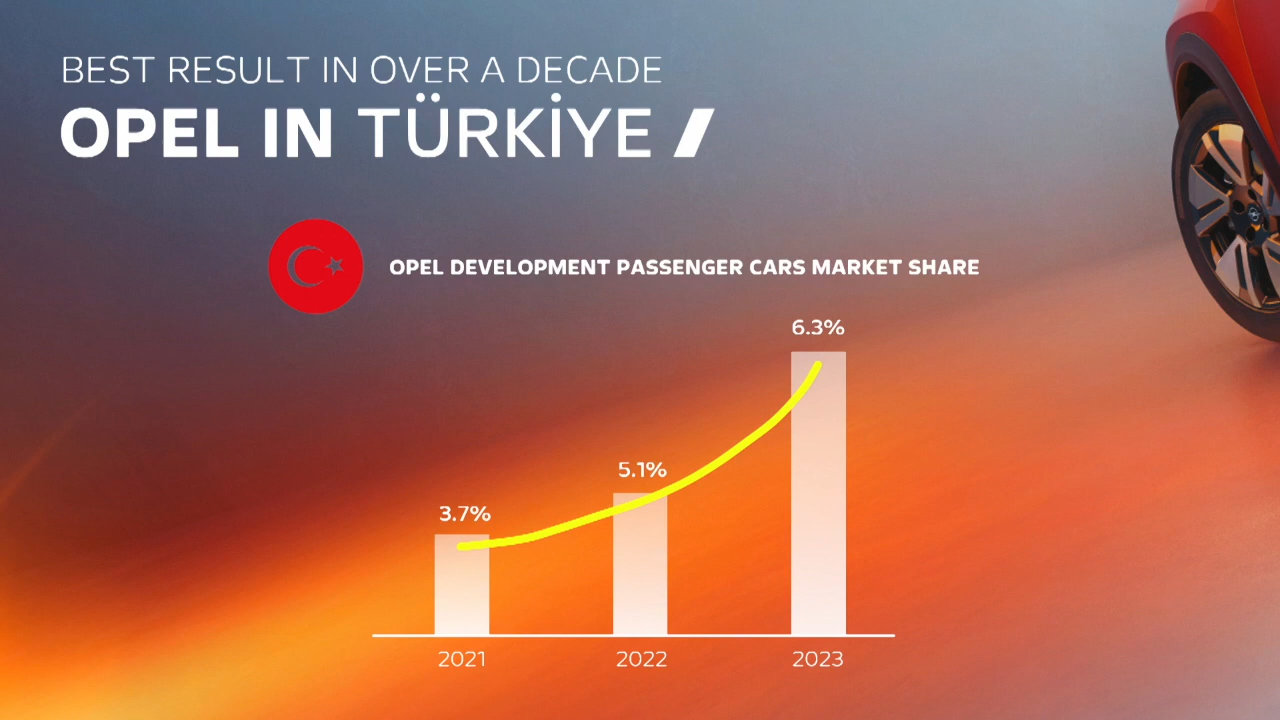 BEST RESULT IN OVER A DECADE
OPEL IN TÜRKİYE
OPEL DEVELOPMENT PASSENGER CARS MARKET SHARE
6.3%
5.1%
3.7%
2021 2022 2023